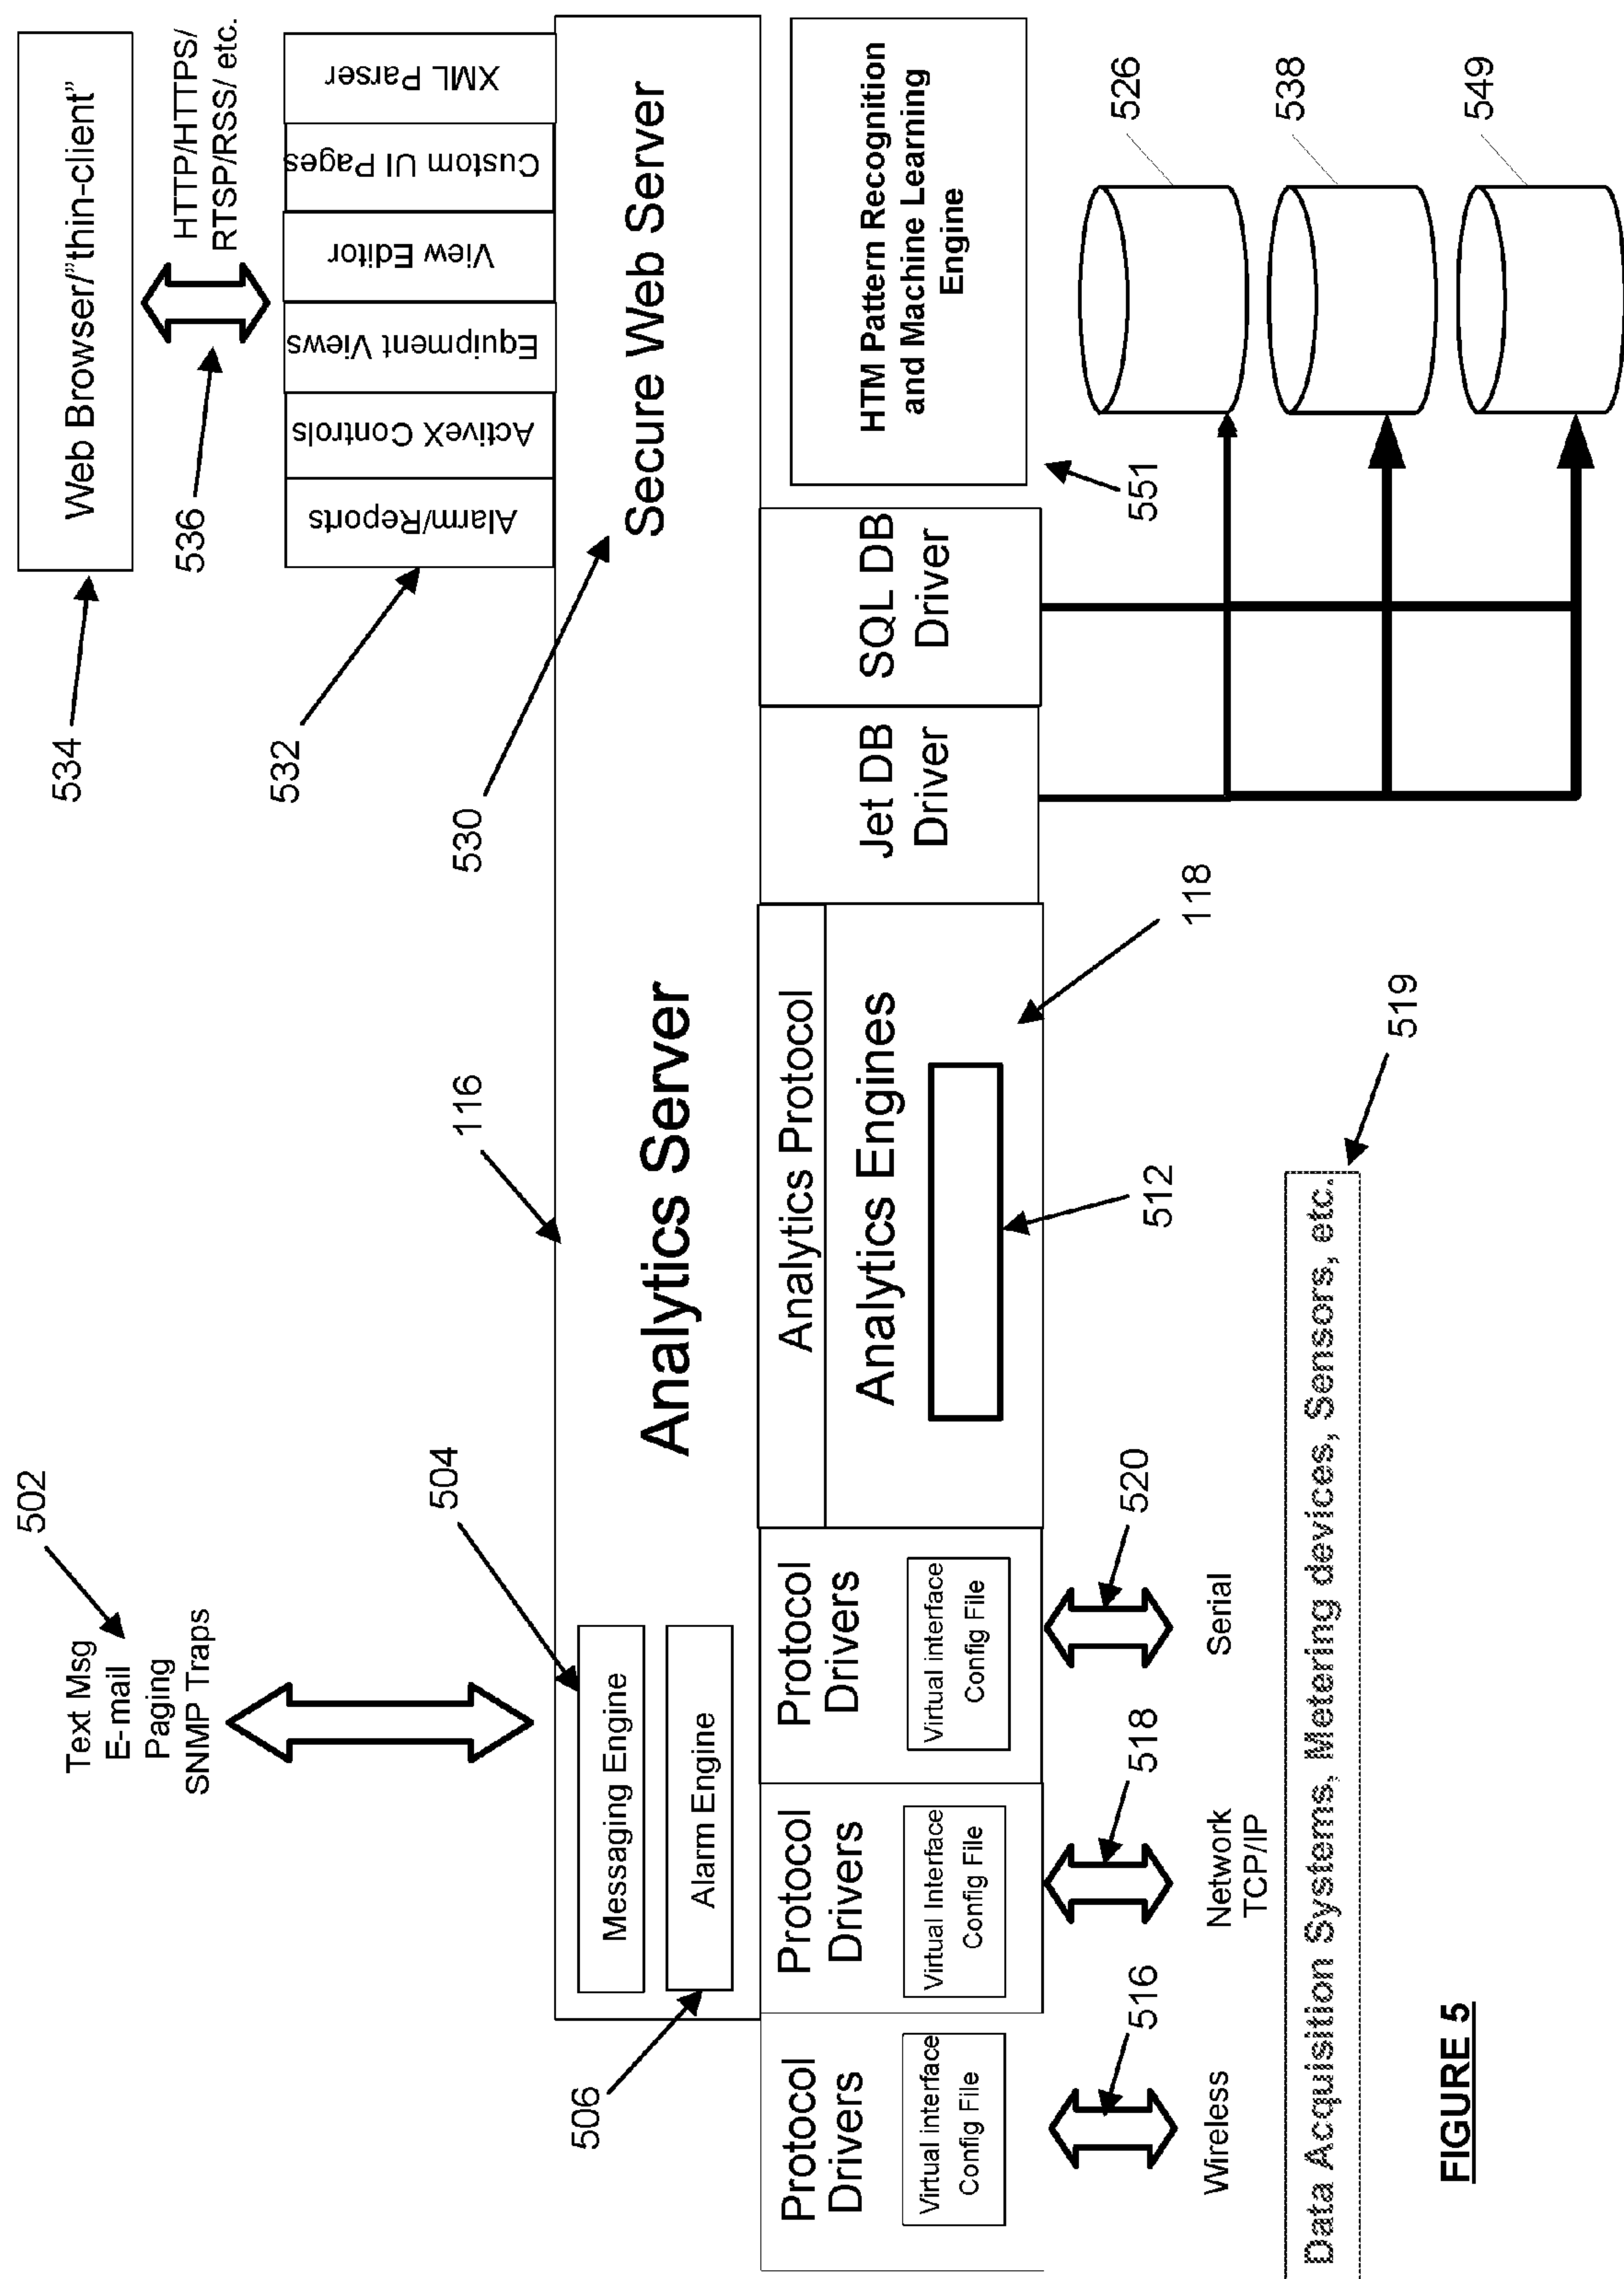 502
Text Msg
E-mail
Paging
SNMP Traps
534
Web Browser/"thin-client"
536
HTTP/HTTPS/
RTSP/RSS/ etc.
532
Alarm/Reports
ActiveX Controls
Equipment Views
View Editor
Custom UI Pages
XML Parser
504
116
530
Messaging Engine
Alarm Engine
506
Analytics Server
Secure Web Server
Protocol
Drivers
Virtual interface
Config File
Protocol
Drivers
Virtual Interface
Config File
Protocol
Drivers
Virtual interface
Config File
Analytics Protocol
Analytics Engines
Jet DB
Driver
SQL DB
Driver
HTM Pattern Recognition
and Machine Learning
Engine
516
518
520
512
118
551
526
538
549
Wireless
Network
TCP/IP
Serial
519
Data Acquisition Systems, Metering devices, Sensors, etc.
FIGURE 5